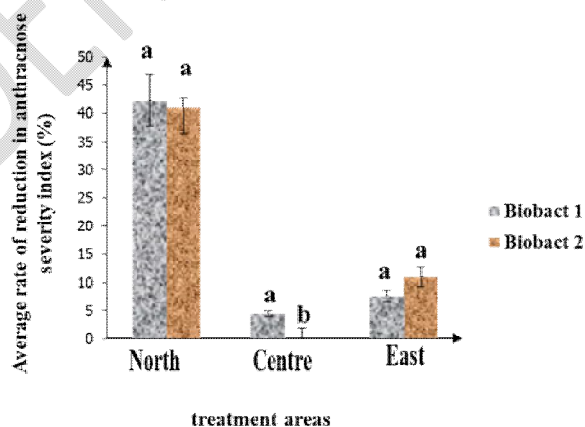 Average rate of reduction in anthracnose
severity index (%)
50
45
40
35
30
25
20
15
10
5
0
a
a
a
b
a
a
North
Centre
East
Biobact 1
Biobact 2
treatment areas